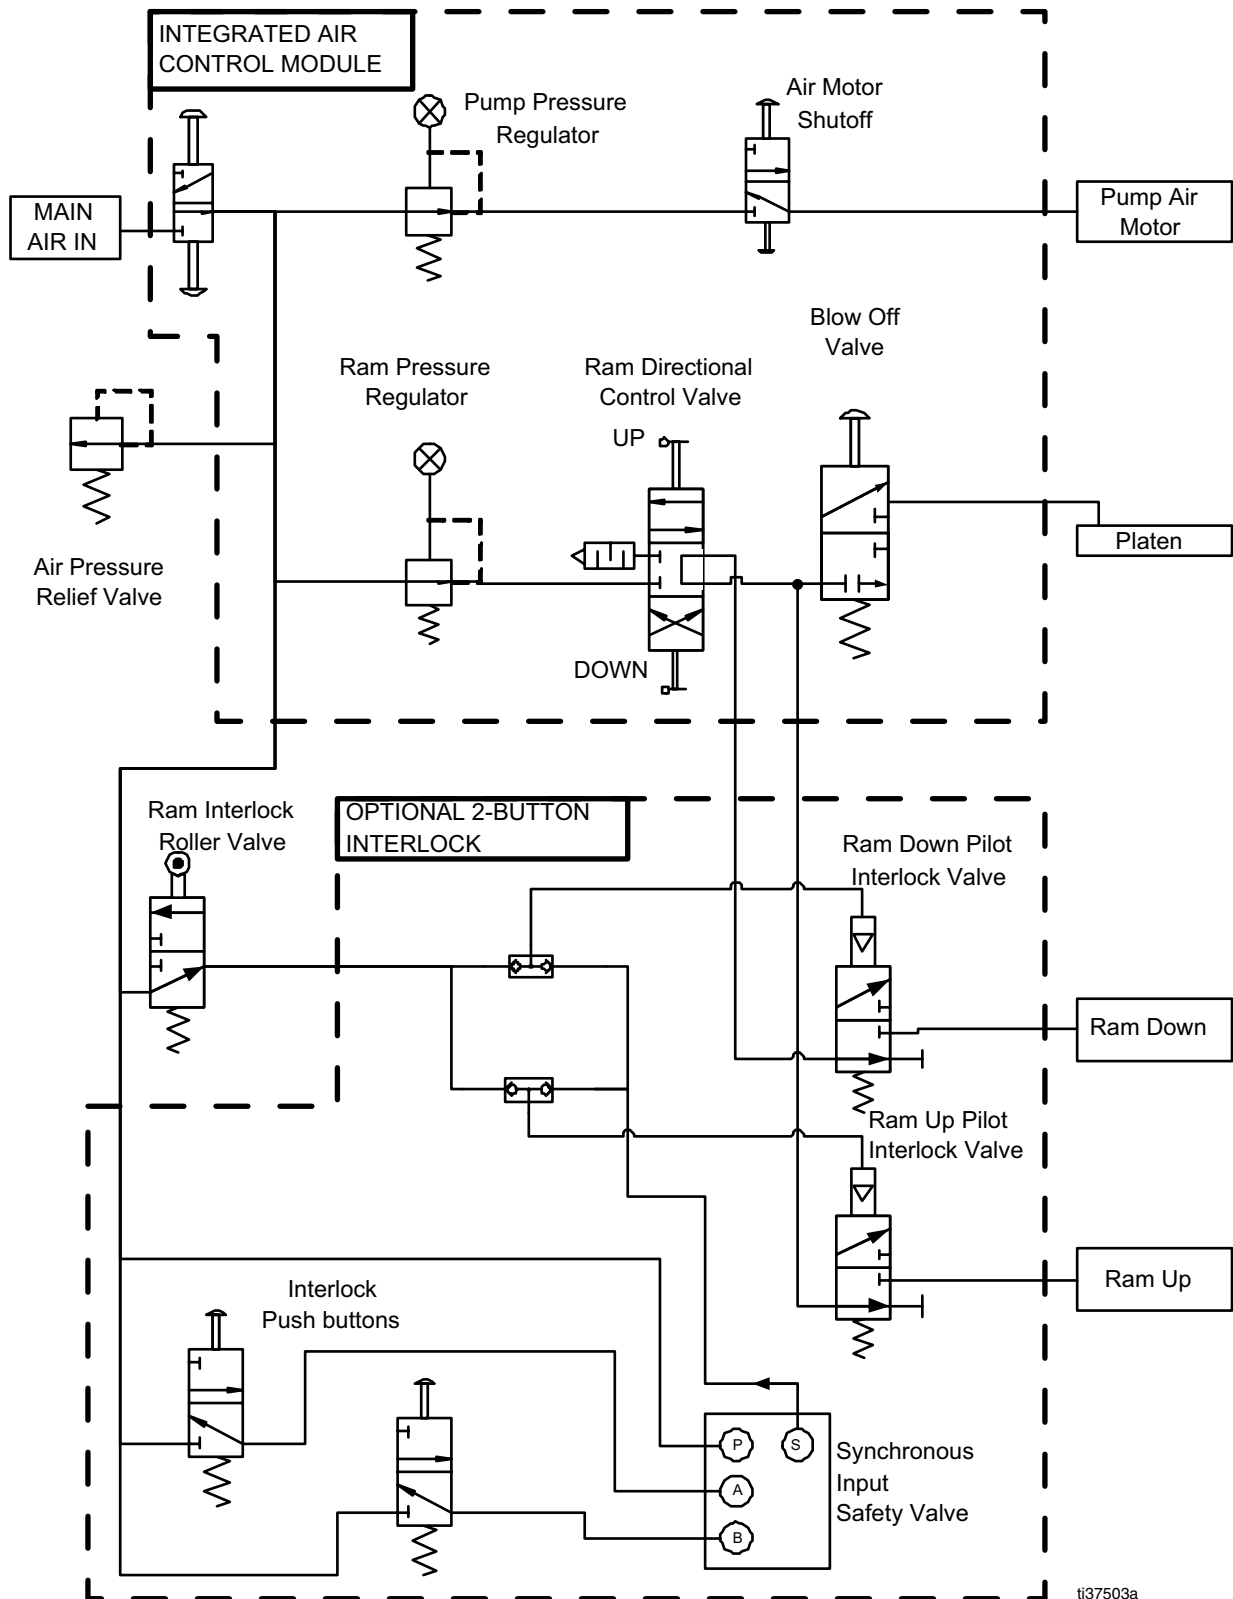 INTEGRATED AIR
CONTROL MODULE
Pump Pressure
Regulator
Air Motor
Shutoff
MAIN
AIR IN
Pump Air
Motor
Blow Off
Valve
Ram Pressure
Regulator
Ram Directional
Control Valve
UP
Air Pressure
Relief Valve
Platen
DOWN
Ram Interlock
Roller Valve
OPTIONAL 2-BUTTON
INTERLOCK
Ram Down Pilot
Interlock Valve
Ram Down
Ram Up Pilot
Interlock Valve
Ram Up
Interlock
Push buttons
P
S
A
B
Synchronous
Input
Safety Valve
ti37503a